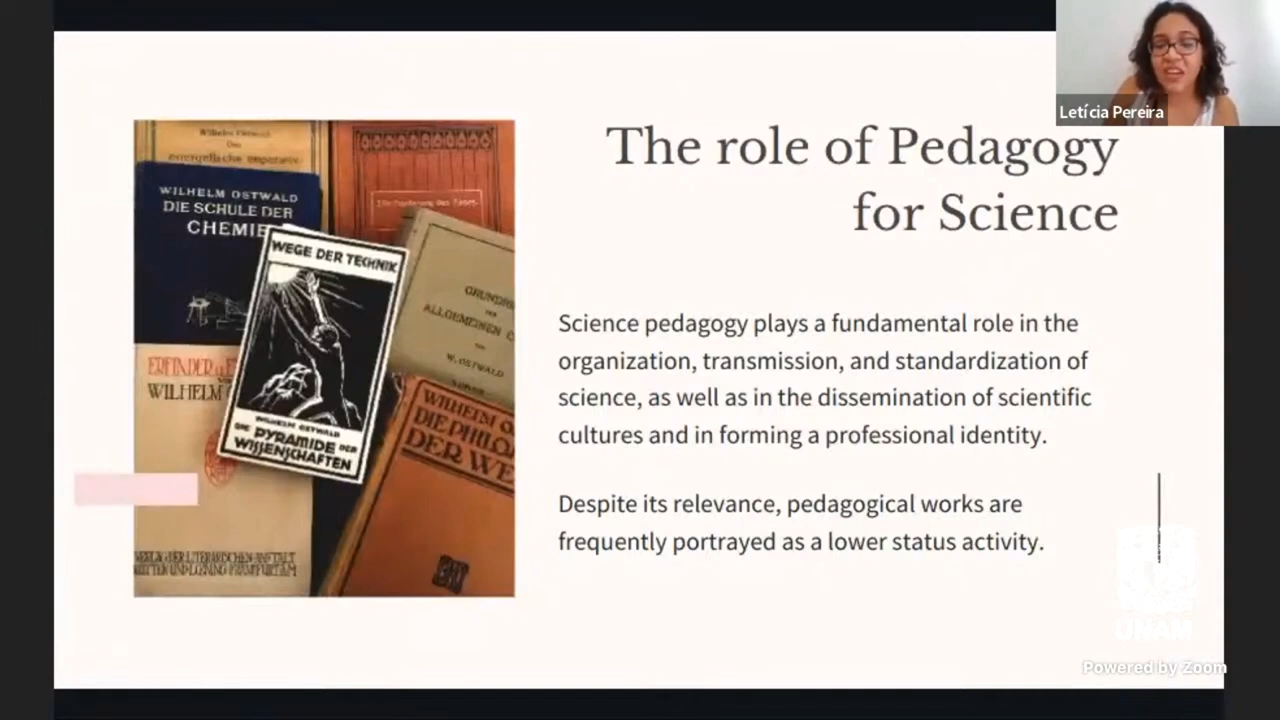 Letícia Pereira
The role of Pedagogy
for Science
Science pedagogy plays a fundamental role in the
organization, transmission, and standardization of
science, as well as in the dissemination of scientific
cultures and in forming a professional identity.
Despite its relevance, pedagogical works are
frequently portrayed as a lower status activity.
WILHELM OSTWALD
DIE SCHULE DER
CHEMIE
WEGE DER TECHNIK
WILHELM OSTWALD
DIE PYRAMIDE DER
WISSENSCHAFTEN
ALLGEMEINEN
W. OSTWALD
WILHELM
WILHELM
DER WE
UNAM
Powered by Zoom